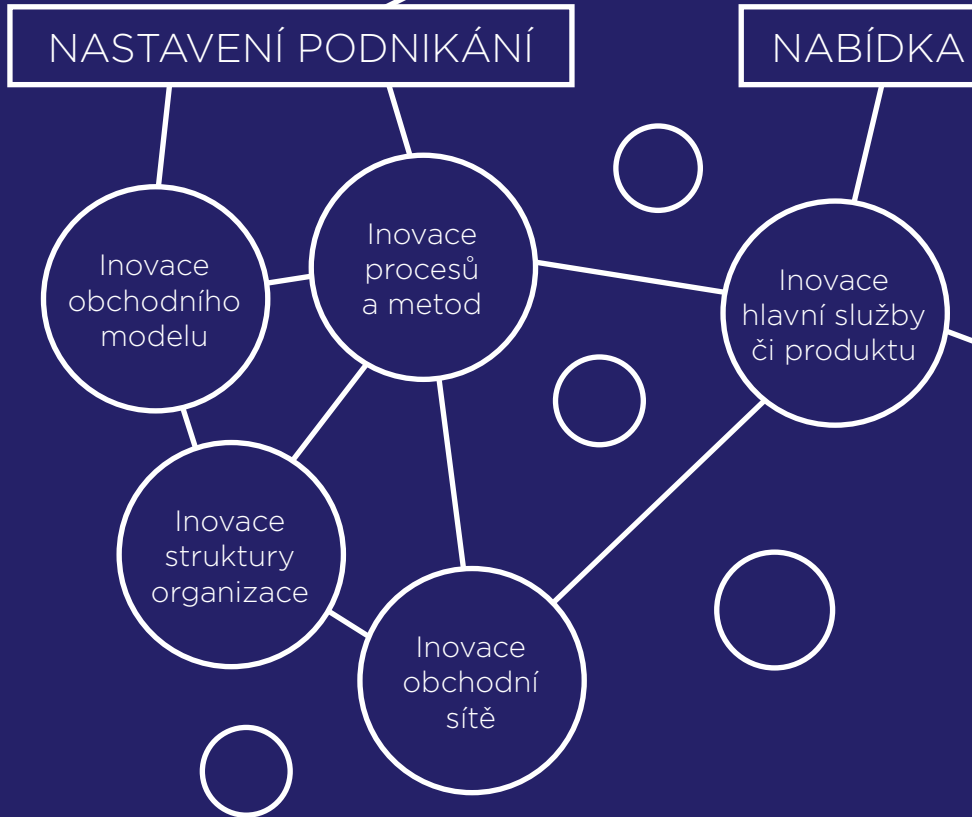 NASTAVENÍ PODNIKÁNÍ
NABÍDKA
Inovace
obchodního
modelu
Inovace
procesů
a metod
Inovace
hlavní služby
či produktu
Inovace
struktury
organizace
Inovace
obchodní
sítě